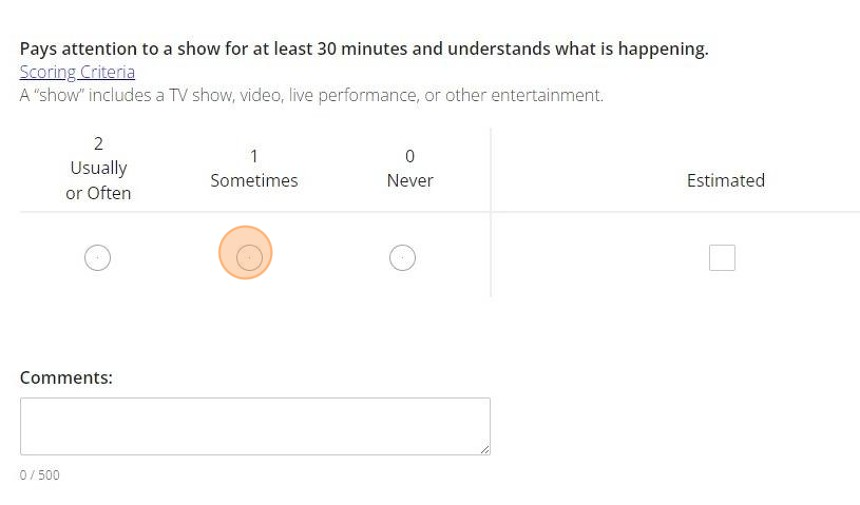 Pays attention to a show for at least 30 minutes and understands what is happening.
Scoring Criteria
A “show” includes a TV show, video, live performance, or other entertainment.
2
Usually
or Often
1
Sometimes
0
Never
Estimated
Comments:
0 / 500